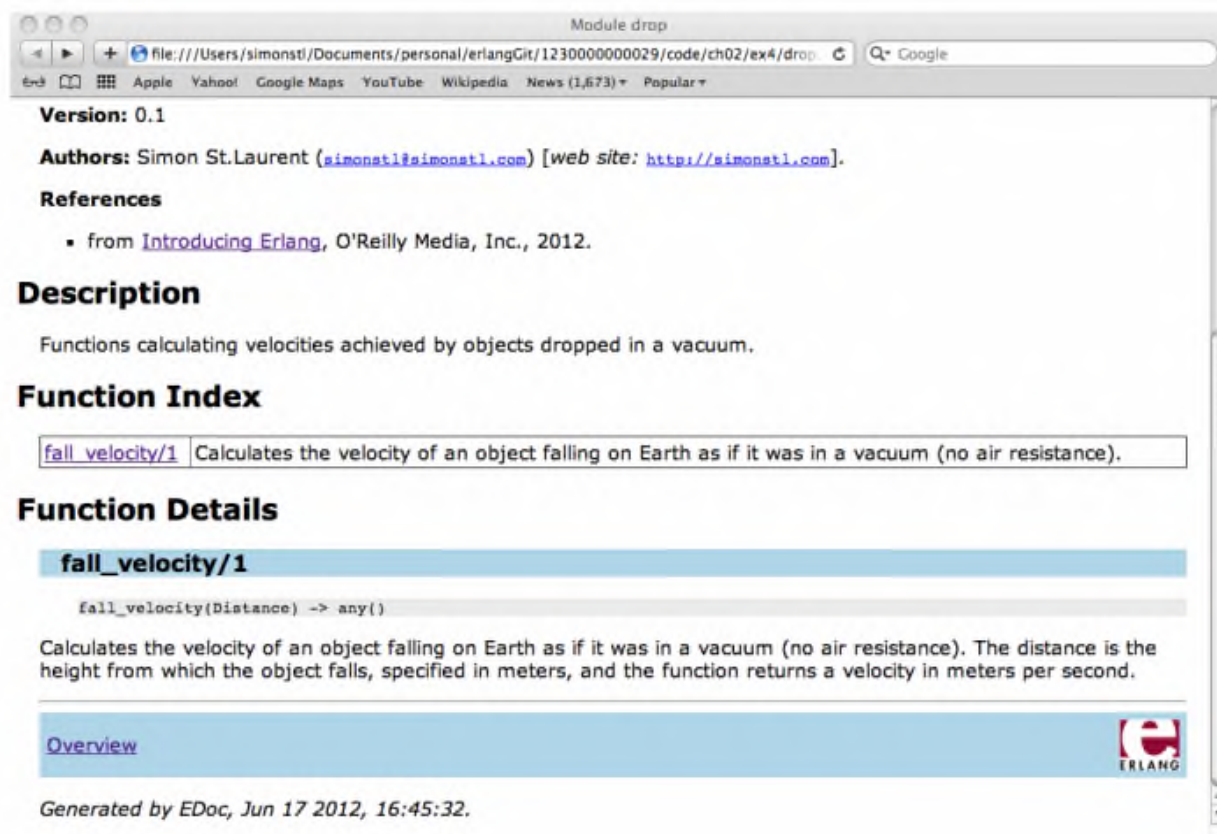 Module drop
file:///Users/simonstl/Documents/personal/erlangGit/1230000000029/code/ch02/ex4/drop.
Google
Apple Yahoo! Google Maps YouTube Wikipedia News (1,673) Popular
Version: 0.1
Authors: Simon St.Laurent (simonstl@simonstl.com) [web site: http://simonstl.com].
References
▪ from Introducing Erlang, O'Reilly Media, Inc., 2012.
Description
Functions calculating velocities achieved by objects dropped in a vacuum.
Function Index
fall_velocity/1 Calculates the velocity of an object falling on Earth as if it was in a vacuum (no air resistance).
Function Details
fall_velocity/1
fall_velocity(Distance) -> any()
Calculates the velocity of an object falling on Earth as if it was in a vacuum (no air resistance). The distance is the
height from which the object falls, specified in meters, and the function returns a velocity in meters per second.
Overview
e
ERLANG
Generated by EDoc, Jun 17 2012, 16:45:32.